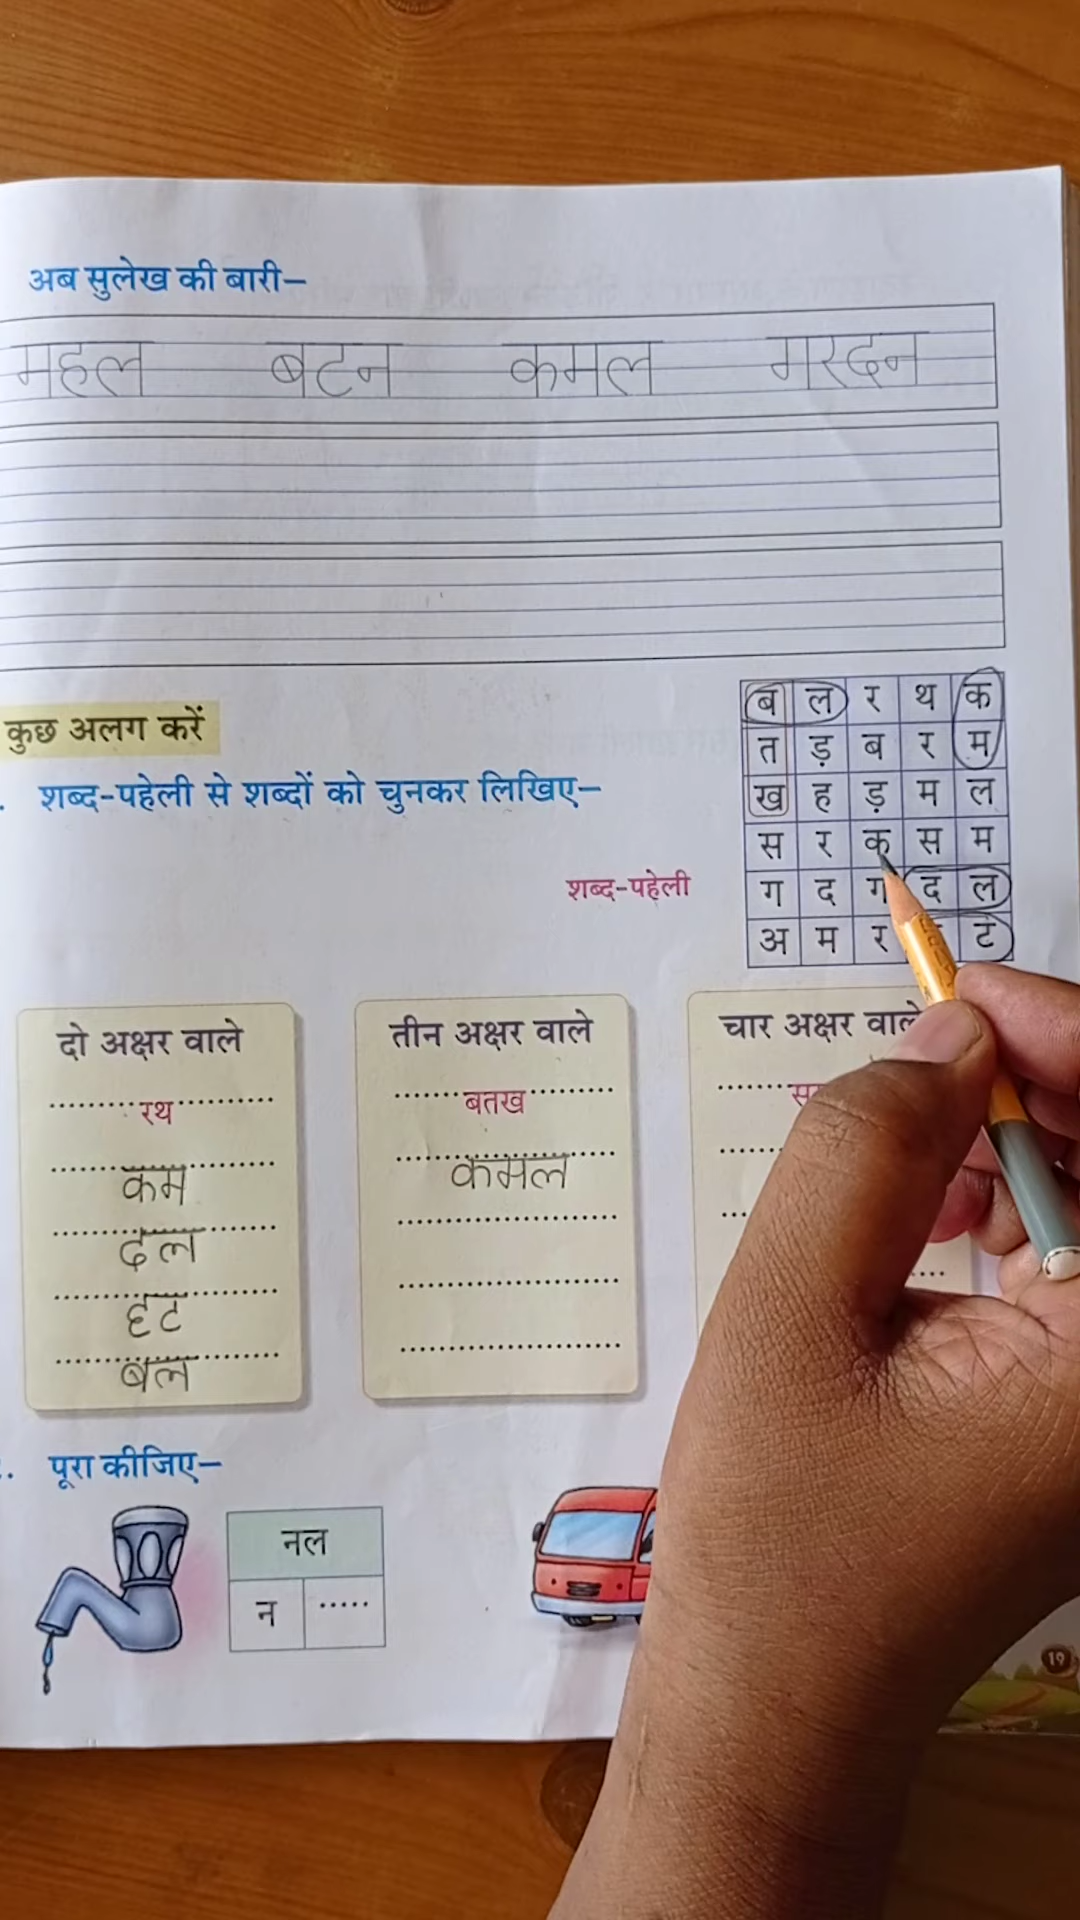 अब सुलेख की बारी–
महल बटन कमल गरदन
कुछ अलग करें
शब्द-पहेली से शब्दों को चुनकर लिखिए–
शब्द-पहेली
ब ल र थ क
त ड़ ब र म
ख ह ड़ म ल
स र क स म
ग द ग द ल
अ म र ट
दो अक्षर वाले
रथ
कम
दल
हट
बल
तीन अक्षर वाले
बतख
कमल
चार अक्षर वाले
पूरा कीजिए–
नल
न .....
19